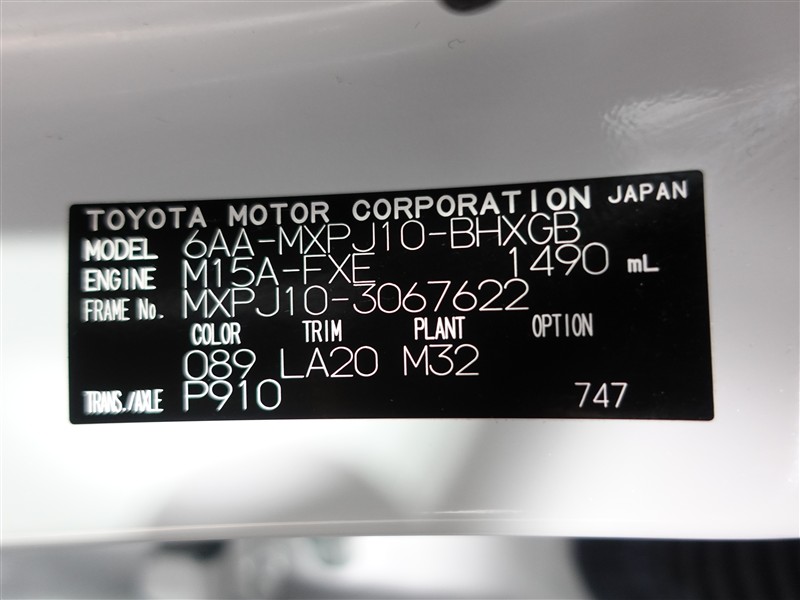 TOYOTA MOTOR CORPORATION JAPAN
MODEL 6AA-MXPJ10-BHXGB
ENGINE M15A-FXE 1490 mL
FRAME No. MXPJ10-3067622
COLOR TRIM PLANT OPTION
089 LA20 M32
TRANS./AXLE P910 747